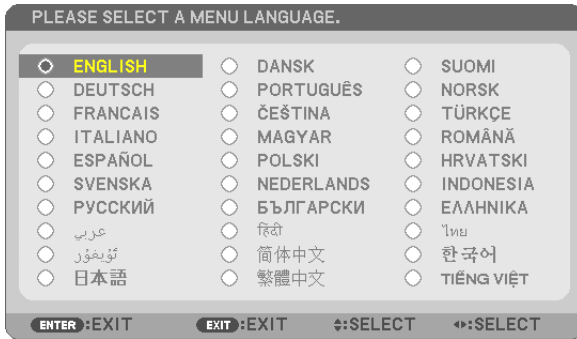 PLEASE SELECT A MENU LANGUAGE.
ENGLISH DANSK SUOMI
DEUTSCH PORTUGUÊS NORSK
FRANCAIS ČEŠTINA TÜRKÇE
ITALIANO MAGYAR ROMÂNĂ
ESPAÑOL POLSKI HRVATSKI
SVENSKA NEDERLANDS INDONESIA
РУССКИЙ БЪЛГАРСКИ ΕΛΛΗΝΙΚΑ
عربي हिंदी ไทย
ئۇيغۇر 简体中文 한국어
日本語 繁體中文 TIẾNG VIỆT
ENTER :EXIT EXIT :EXIT :SELECT :SELECT